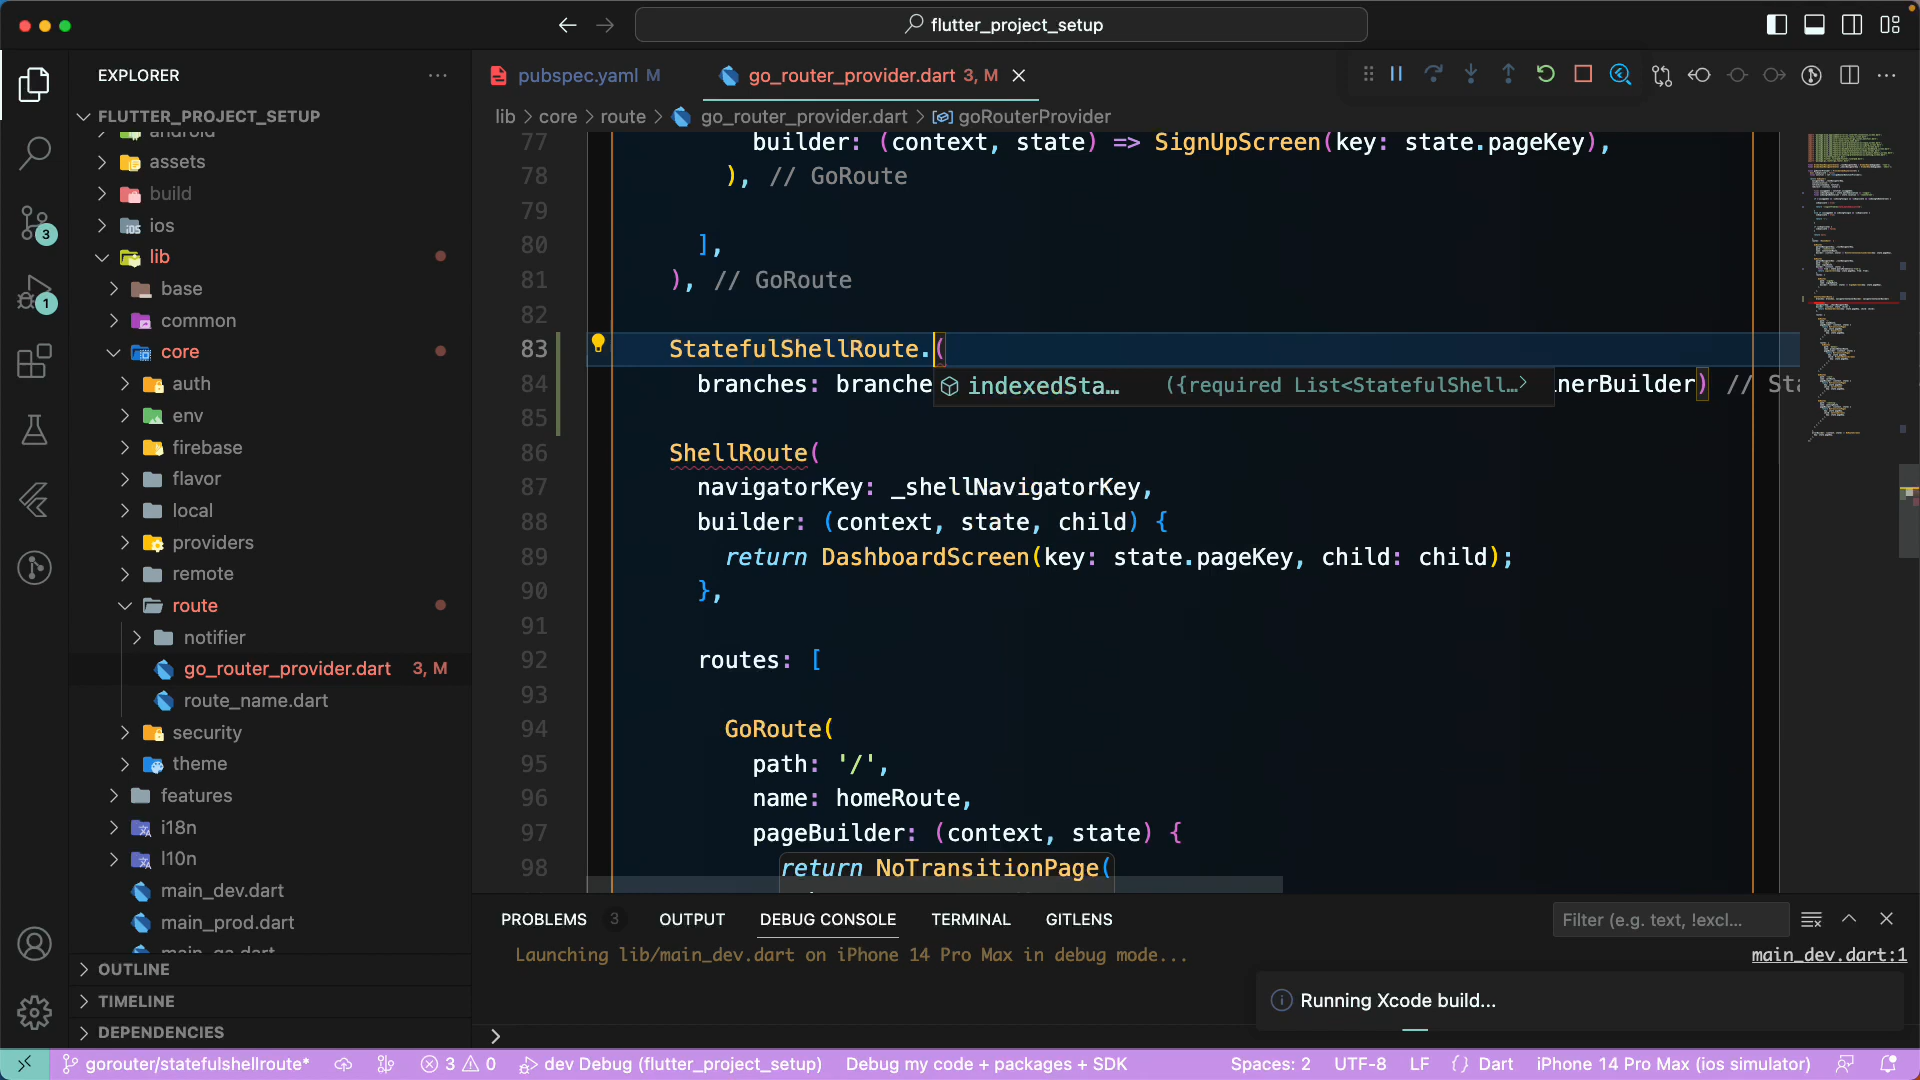 flutter_project_setup
EXPLORER
FLUTTER_PROJECT_SETUP
android
assets
build
ios
lib
base
common
core
auth
env
firebase
flavor
local
providers
remote
route
notifier
go_router_provider.dart 3, M
route_name.dart
security
theme
features
i18n
l10n
main_dev.dart
main_prod.dart
main_qa.dart
OUTLINE
TIMELINE
DEPENDENCIES
3
1
pubspec.yaml M
go_router_provider.dart 3, M
lib > core > route > go_router_provider.dart > goRouterProvider
77 builder: (context, state) => SignUpScreen(key: state.pageKey),
78 ), // GoRoute
79
80 ],
81 ), // GoRoute
82
83 StatefulShellRoute.(
84 branches: branche nerBuilder) // Sta
indexedSta… ({required List<StatefulShell…>
85
86 ShellRoute(
87 navigatorKey: _shellNavigatorKey,
88 builder: (context, state, child) {
89 return DashboardScreen(key: state.pageKey, child: child);
90 },
91
92 routes: [
93
94 GoRoute(
95 path: '/',
96 name: homeRoute,
97 pageBuilder: (context, state) {
98 return NoTransitionPage(
PROBLEMS 3 OUTPUT DEBUG CONSOLE TERMINAL GITLENS
Filter (e.g. text, !excl...
Launching lib/main_dev.dart on iPhone 14 Pro Max in debug mode...
main_dev.dart:1
Running Xcode build...
gorouter/statefulshellroute* 3 0 dev Debug (flutter_project_setup) Debug my code + packages + SDK Spaces: 2 UTF-8 LF {} Dart iPhone 14 Pro Max (ios simulator)